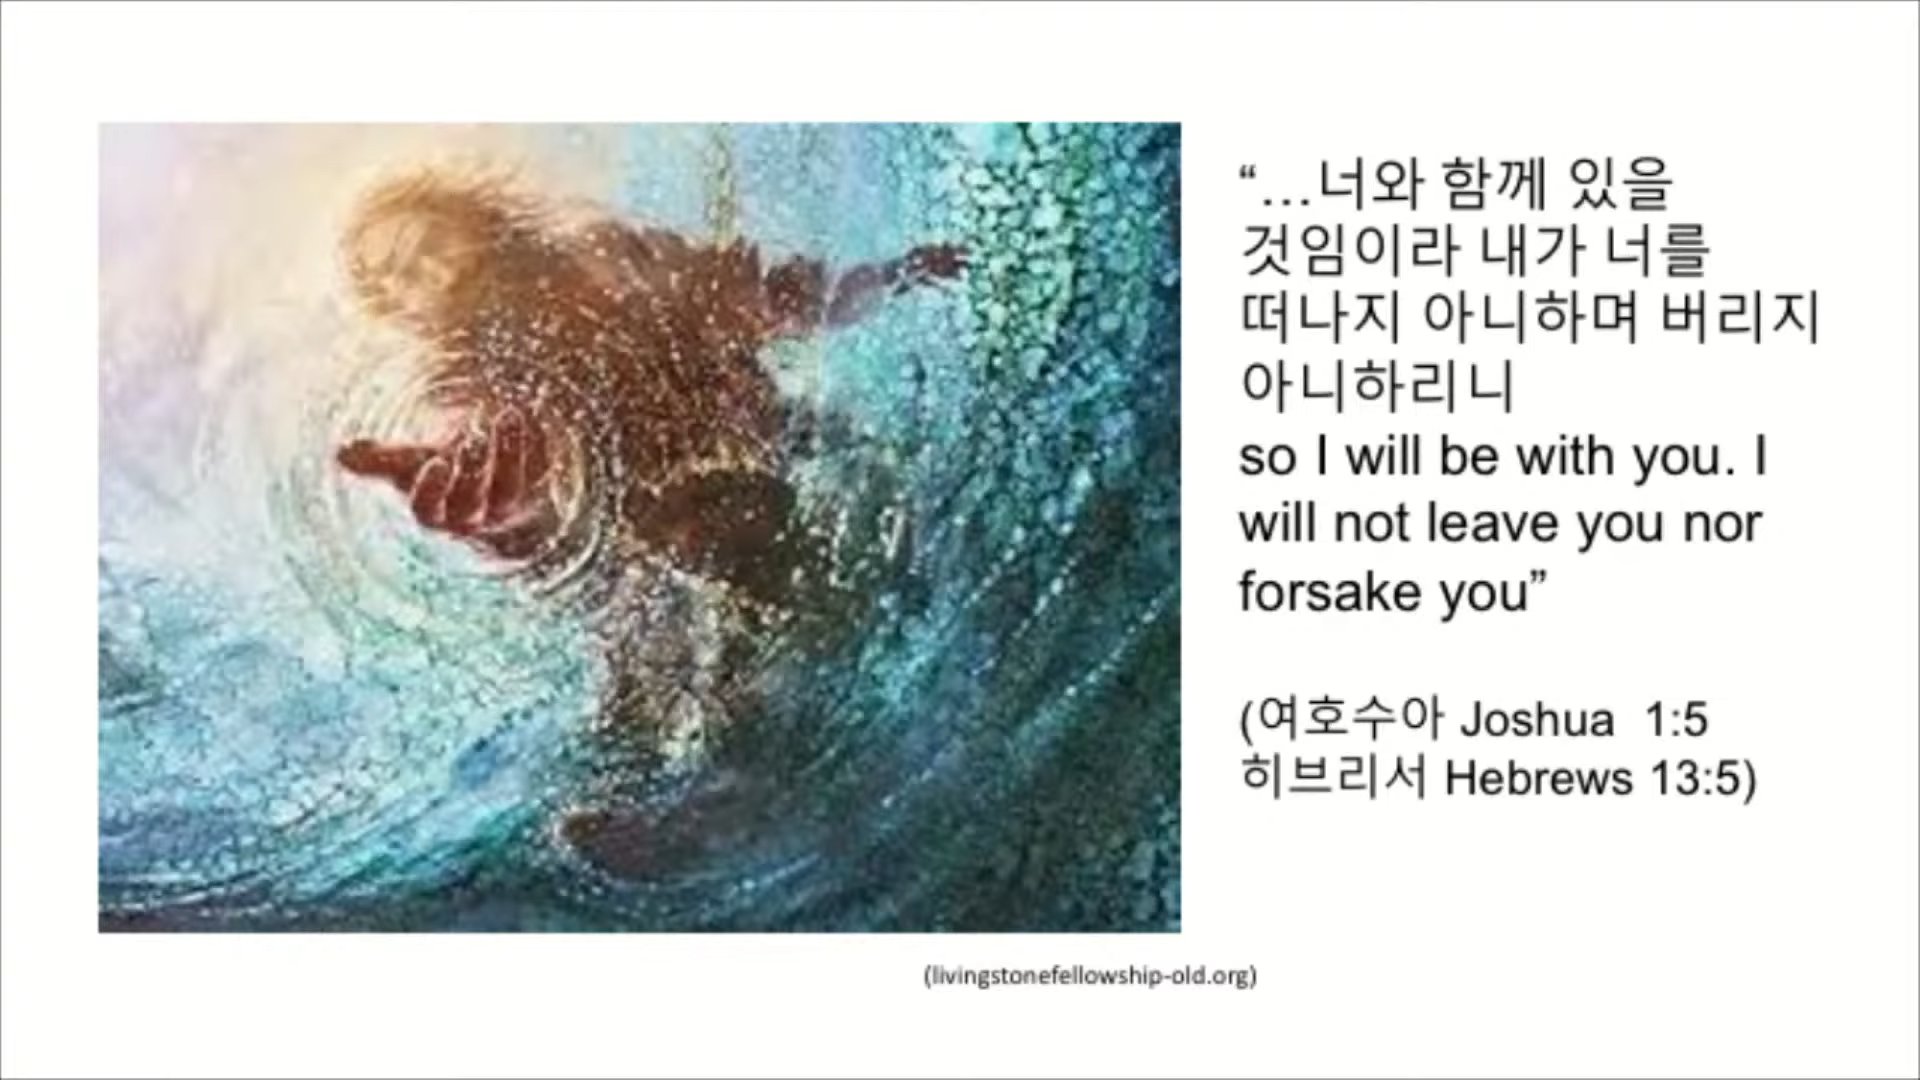 “…너와 함께 있을
것임이라 내가 너를
떠나지 아니하며 버리지
아니하리니
so I will be with you. I
will not leave you nor
forsake you”
(여호수아 Joshua  1:5
히브리서 Hebrews 13:5)
(livingstonefellowship-old.org)